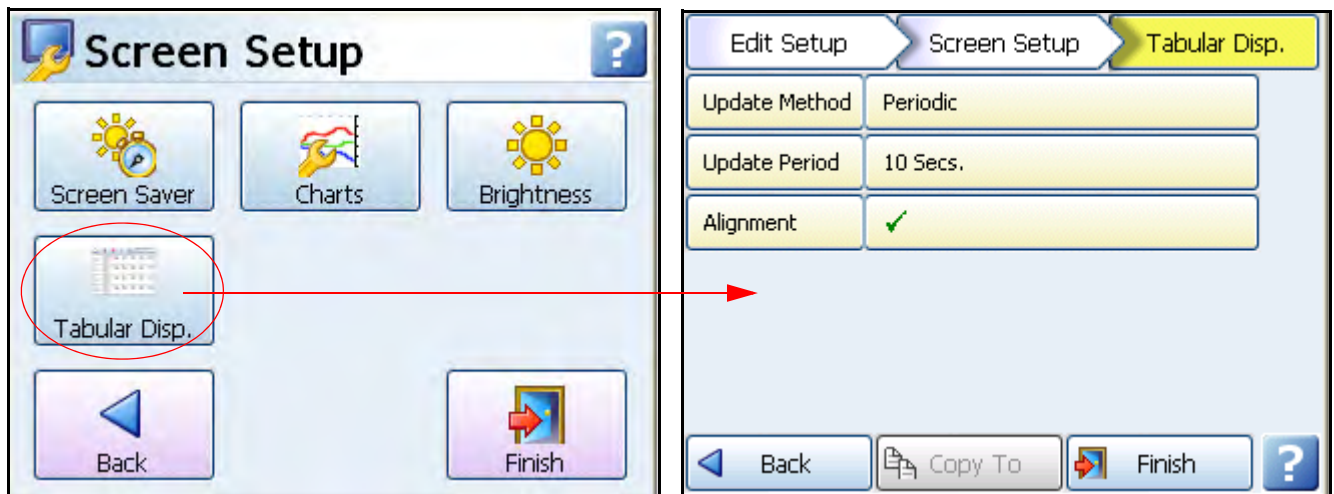 Screen Setup
?
Screen Saver
Charts
Brightness
Tabular Disp.
Back
Finish
Edit Setup
Screen Setup
Tabular Disp.
Update Method
Periodic
Update Period
10 Secs.
Alignment
Back
Copy To
Finish
?